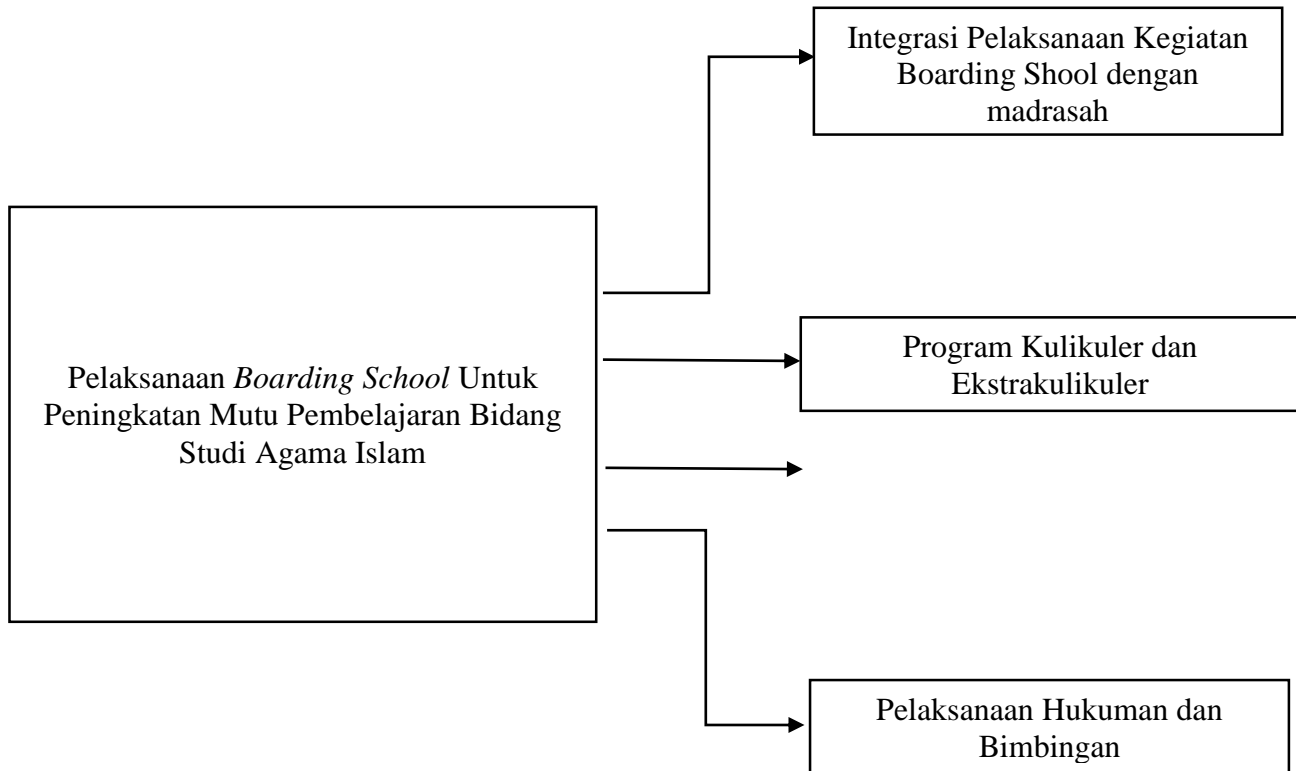 Integrasi Pelaksanaan Kegiatan
Boarding Shool dengan
madrasah
Pelaksanaan Boarding School Untuk
Peningkatan Mutu Pembelajaran Bidang
Studi Agama Islam
Program Kulikuler dan
Ekstrakulikuler
Pelaksanaan Hukuman dan
Bimbingan